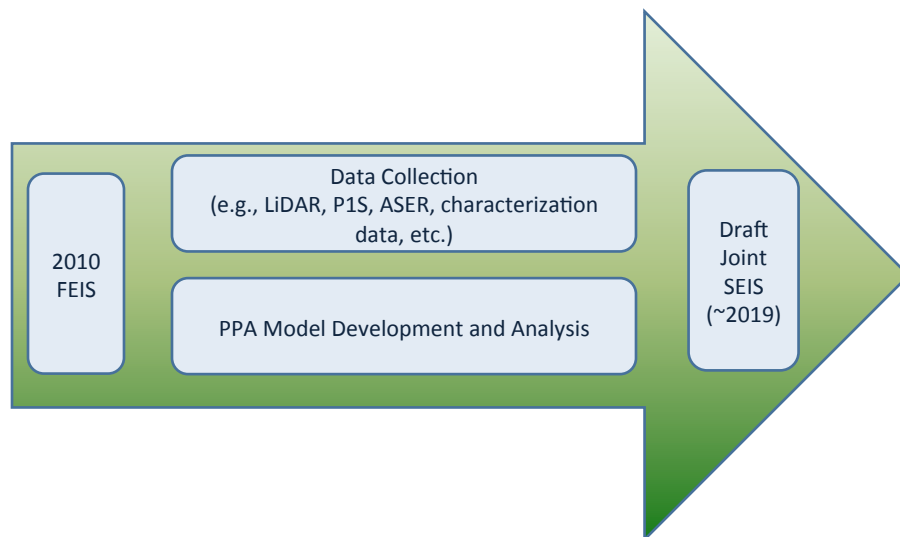 2010
FEIS
Data Collection
(e.g., LiDAR, P1S, ASER, characterization
data, etc.)
PPA Model Development and Analysis
Draft
Joint
SEIS
(~2019)